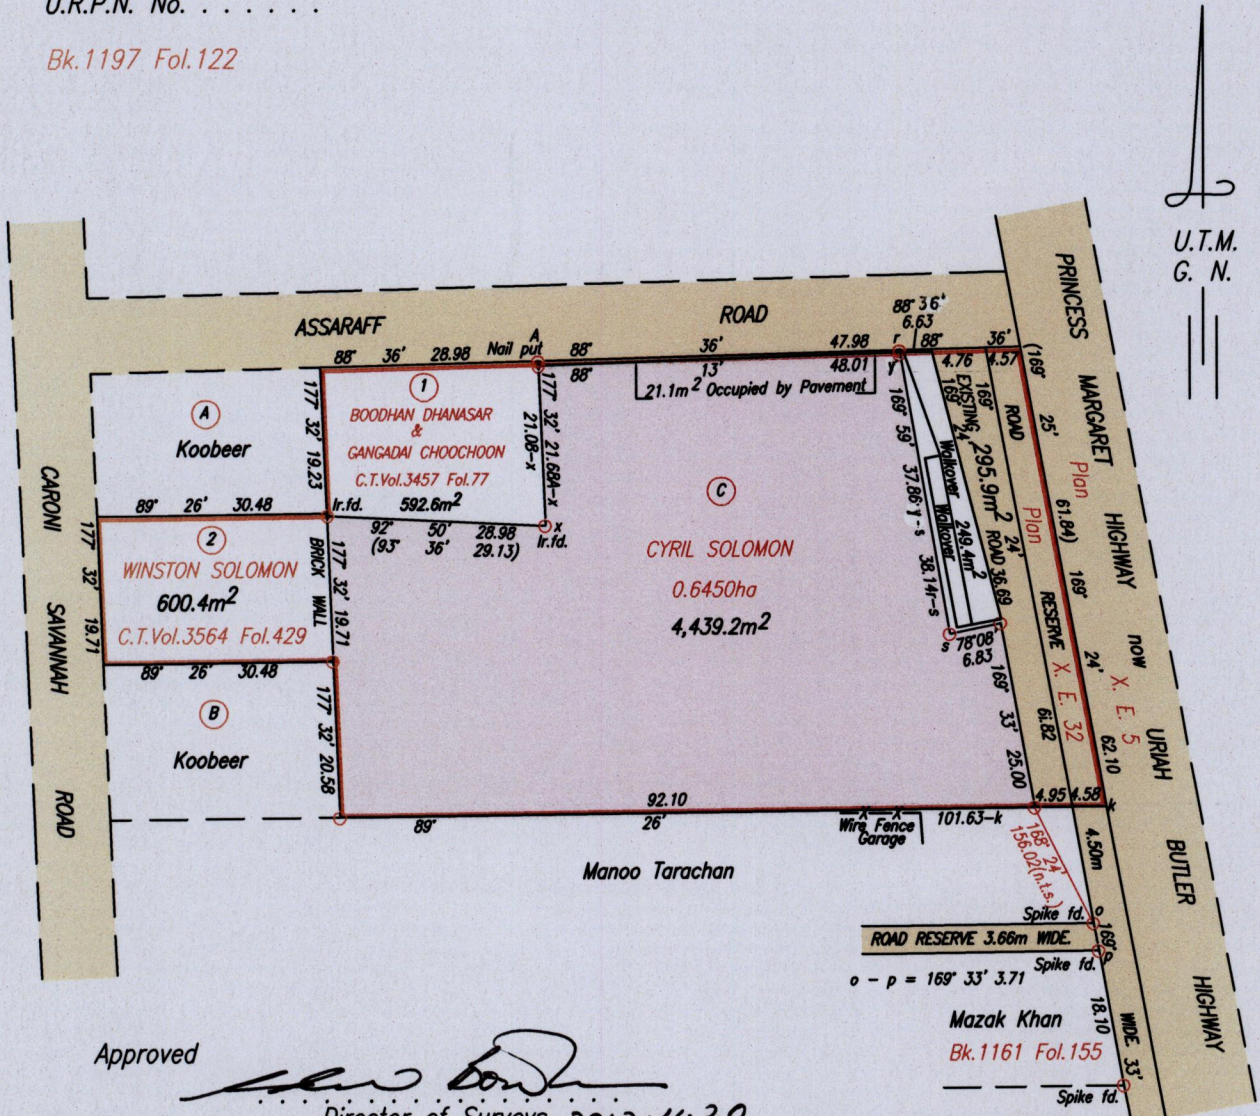 U.R.P.N. No. . . . . . . .
Bk.1197 Fol.122
U.T.M.
G. N.
ASSARAFF ROAD
PRINCESS MARGARET HIGHWAY now URIAH BUTLER HIGHWAY
CARONI SAVANNAH ROAD
88° 36' 28.98
Nail put
A
88° 36' 47.98
88° 13' 48.01
21.1m² Occupied by Pavement
r
88° 36'
6.63
88° 36'
4.76 4.57
(169° 25' 61.84)
169° 24' 62.10
Plan
X. E. 5
A
Koobeer
177° 32' 19.23
1
BOODHAN DHANASAR
&
GANGADAI CHOOCHOON
C.T.Vol.3457 Fol.77
592.6m²
Ir.fd.
177° 32' 21.68A-x
21.08-x
92° 50' 28.98
(93° 36' 29.13)
x
Ir.fd.
89° 26' 30.48
2
WINSTON SOLOMON
600.4m²
C.T.Vol.3564 Fol.429
177° 32' 19.71
BRICK WALL
177° 32' 19.71
89° 26' 30.48
B
Koobeer
177° 32' 20.58
C
CYRIL SOLOMON
0.6450ha
4,439.2m²
169° 59' 37.86
38.14r-s
Walkover
Walkover
249.4m²
EXISTING ROAD
169° 24' 36.69
295.9m²
169° 24' 61.82
ROAD RESERVE
Plan
X. E. 32
s
78°08'
6.83
169° 33' 25.00
92.10
89° 26'
101.63-k
4.95 4.58
k
x x
Wire Fence
Garage
Manoo Tarachan
168° 24'
156.02(n.t.s.)
4.50m WIDE
Spike fd.
o
ROAD RESERVE 3.66m WIDE.
Spike fd.
p
o - p = 169° 33' 3.71
169° 33'
18.10
Mazak Khan
Bk.1161 Fol.155
Spike fd.
Approved
Director of Surveys